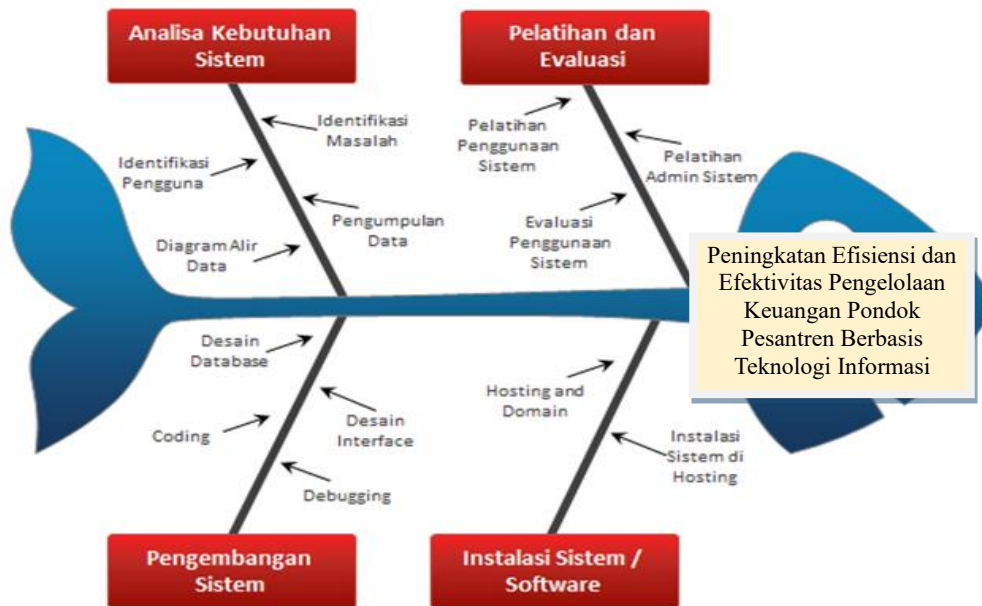 Analisa Kebutuhan
Sistem
Pelatihan dan
Evaluasi
Identifikasi
Masalah
Identifikasi
Pengguna
Pengumpulan
Data
Diagram Alir
Data
Pelatihan
Penggunaan
Sistem
Pelatihan
Admin Sistem
Evaluasi
Penggunaan
Sistem
Peningkatan Efisiensi dan
Efektivitas Pengelolaan
Keuangan Pondok
Pesantren Berbasis
Teknologi Informasi
Desain
Database
Desain
Interface
Coding
Debugging
Hosting and
Domain
Instalasi
Sistem di
Hosting
Pengembangan
Sistem
Instalasi Sistem /
Software